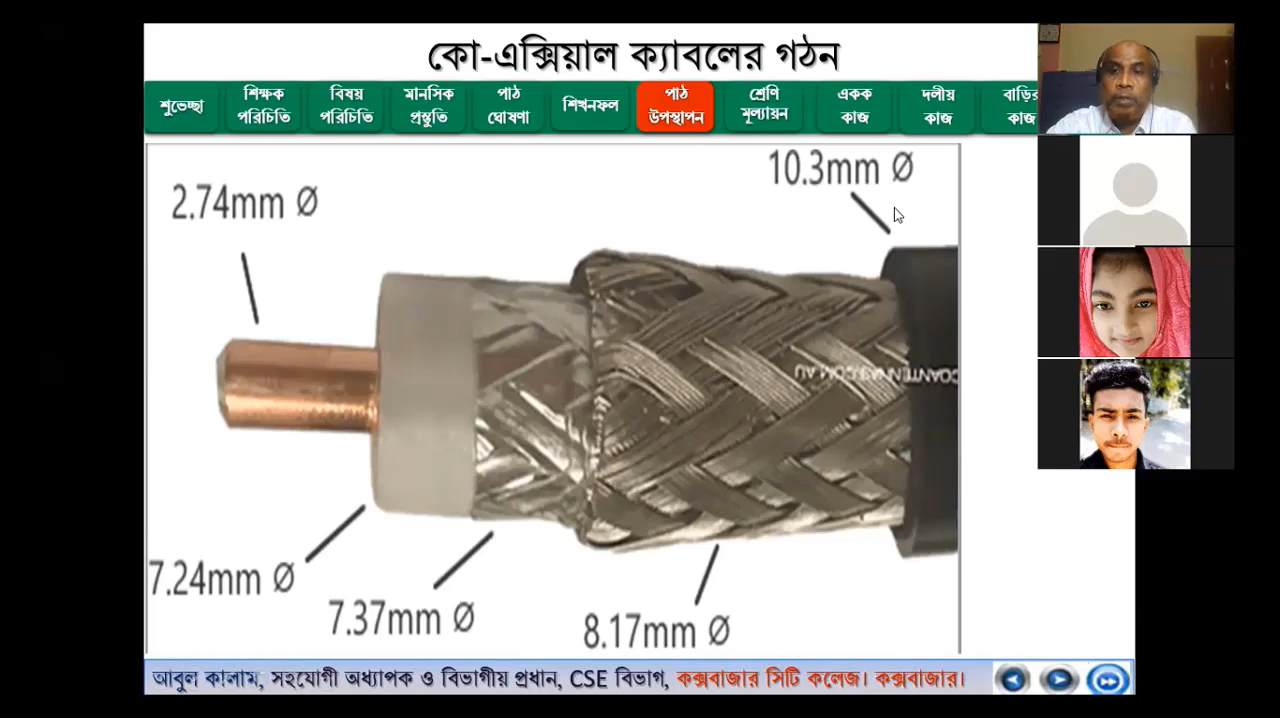 কো-এক্সিয়াল ক্যাবলের গঠন
শুভেচ্ছা
শিক্ষক
পরিচিতি
বিষয়
পরিচিতি
মানসিক
প্রস্তুতি
পাঠ
ঘোষণা
শিখনফল
পাঠ
উপস্থাপন
শ্রেণি
মূল্যায়ন
একক
কাজ
দলীয়
কাজ
বাড়ির
কাজ
2.74mm Ø
10.3mm Ø
7.24mm Ø
7.37mm Ø
8.17mm Ø
আবুল কালাম, সহযোগী অধ্যাপক ও বিভাগীয় প্রধান, CSE বিভাগ, কক্সবাজার সিটি কলেজ। কক্সবাজার।